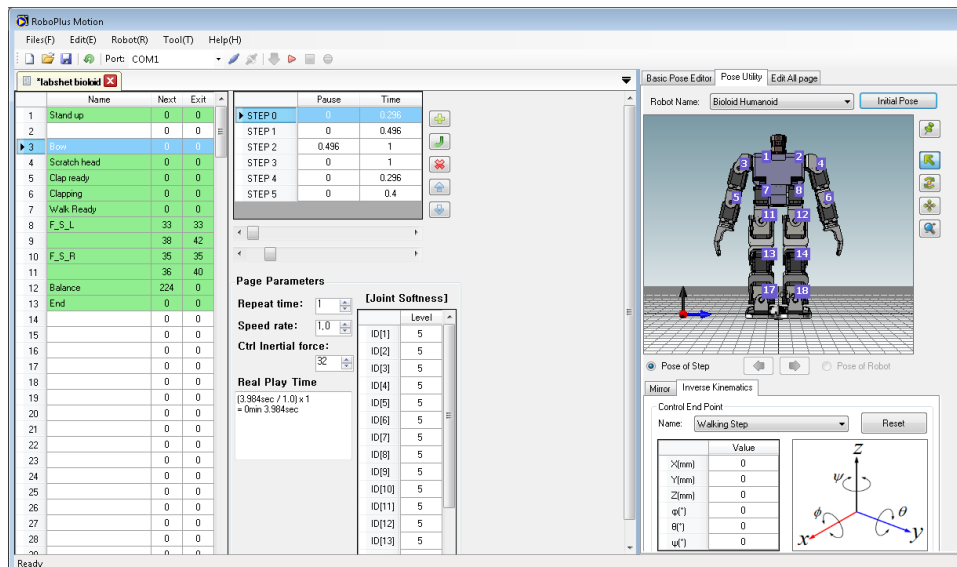 RoboPlus Motion
Files(F) Edit(E) Robot(R) Tool(T) Help(H)
Port: COM1
*labshet bioloid
Name Next Exit
1 Stand up 0 0
2 0 0
3 Bow 0 0
4 Scratch head 0 0
5 Clap ready 0 0
6 Clapping 0 0
7 Walk Ready 0 0
8 F_S_L 33 33
9 38 42
10 F_S_R 35 35
11 36 40
12 Balance 224 0
13 End 0 0
14 0 0
15 0 0
16 0 0
17 0 0
18 0 0
19 0 0
20 0 0
21 0 0
22 0 0
23 0 0
24 0 0
25 0 0
26 0 0
27 0 0
28 0 0
Pause Time
STEP 0 0 0.296
STEP 1 0 0.496
STEP 2 0.496 1
STEP 3 0 1
STEP 4 0 0.296
STEP 5 0 0.4
Page Parameters
Repeat time: 1
Speed rate: 1,0
Ctrl Inertial force:
32
Real Play Time
(3.984sec / 1.0) x 1
= 0min 3.984sec
[Joint Softness]
Level
ID[1] 5
ID[2] 5
ID[3] 5
ID[4] 5
ID[5] 5
ID[6] 5
ID[7] 5
ID[8] 5
ID[9] 5
ID[10] 5
ID[11] 5
ID[12] 5
ID[13] 5
Basic Pose Editor Pose Utility Edit All page
Robot Name: Bioloid Humanoid Initial Pose
1 2
3 4
7 8
5 6
11 12
13 14
17 18
Pose of Step Pose of Robot
Mirror Inverse Kinematics
Control End Point
Name: Walking Step Reset
Value
X(mm) 0
Y(mm) 0
Z(mm) 0
φ(°) 0
θ(°) 0
ψ(°) 0
z
ψ
ϕ θ
x y
Ready